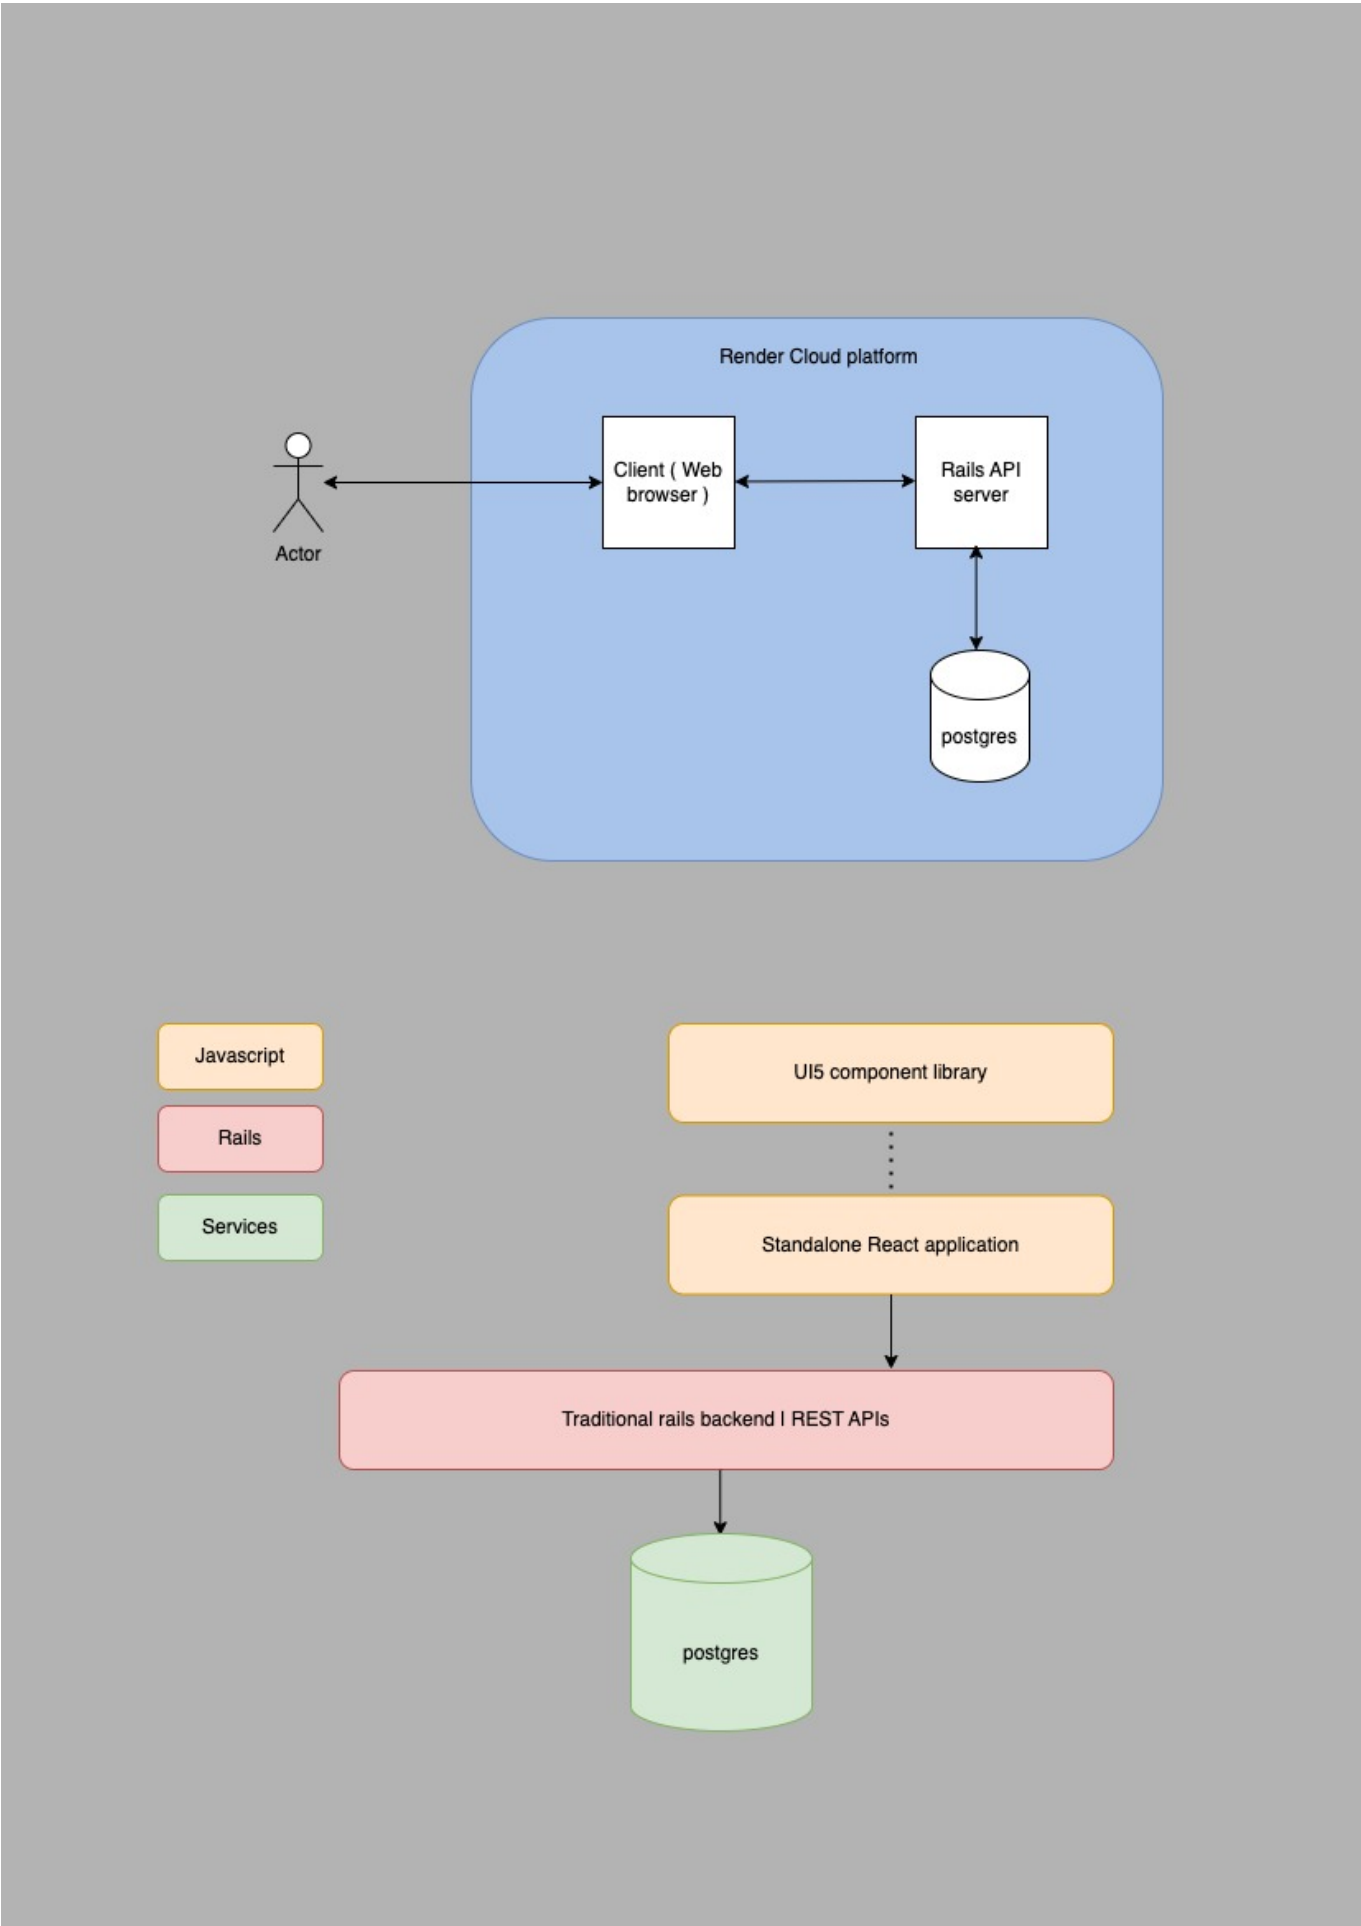 Render Cloud platform
Client ( Web
browser )
Rails API
server
Actor
postgres
Javascript
Rails
Services
UI5 component library
Standalone React application
Traditional rails backend | REST APIs
postgres